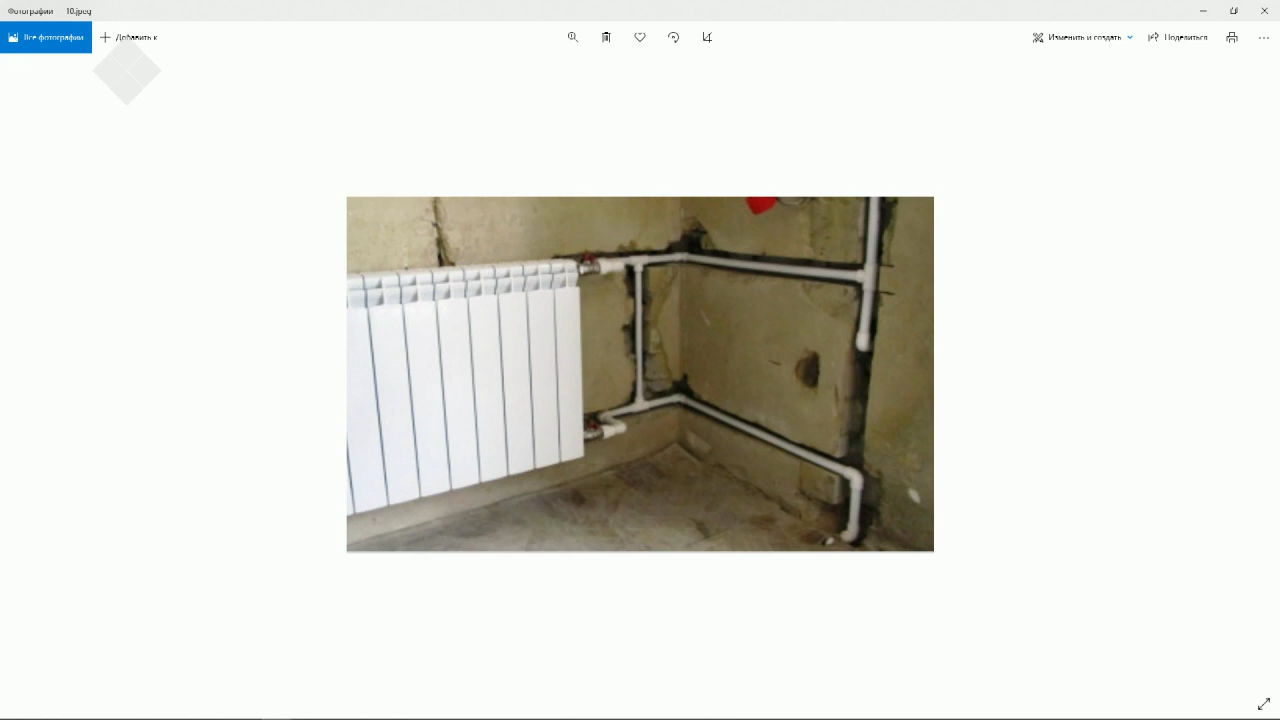 Фотографии 10.jpeg
Все фотографии
Добавить к
Изменить и создать
Поделиться